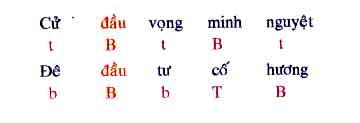 Cử đầu vọng minh nguyệt
t B t B t
Đê đầu tư cố hương
b B b T B